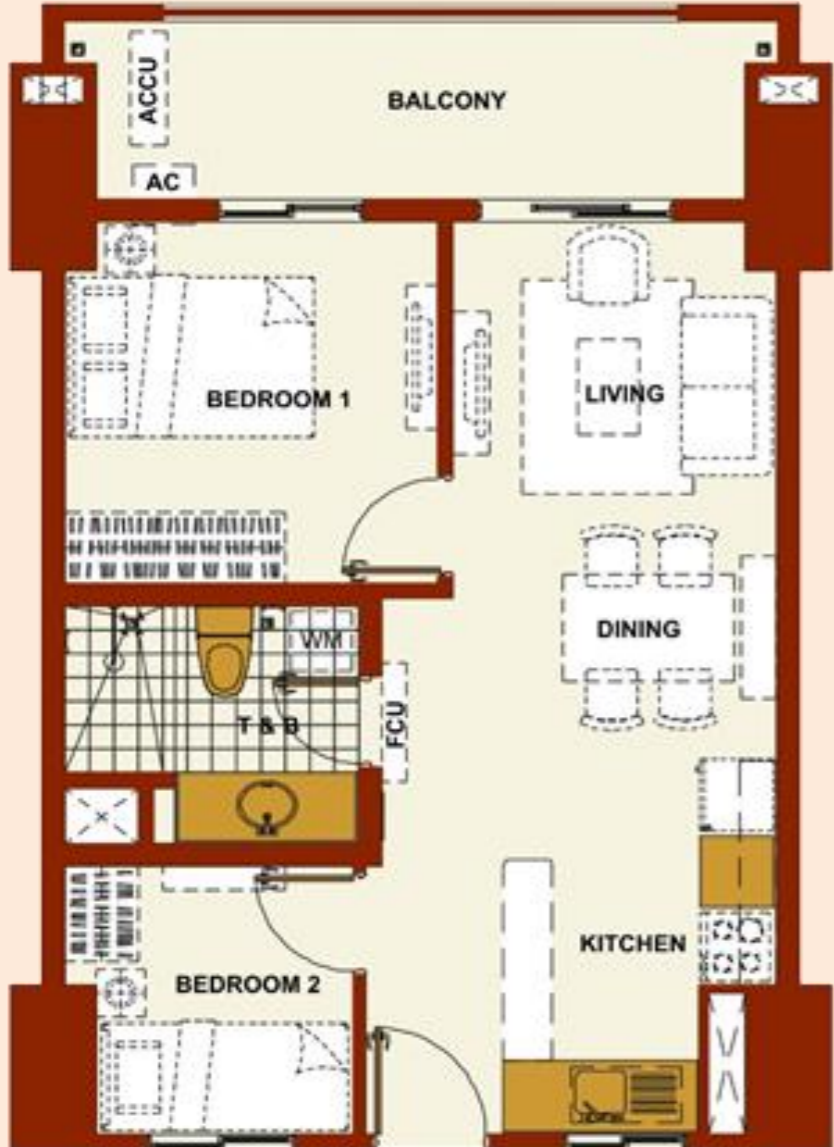 ACCU
BALCONY
AC
BEDROOM 1
LIVING
DINING
WM
T & B
FCU
KITCHEN
BEDROOM 2